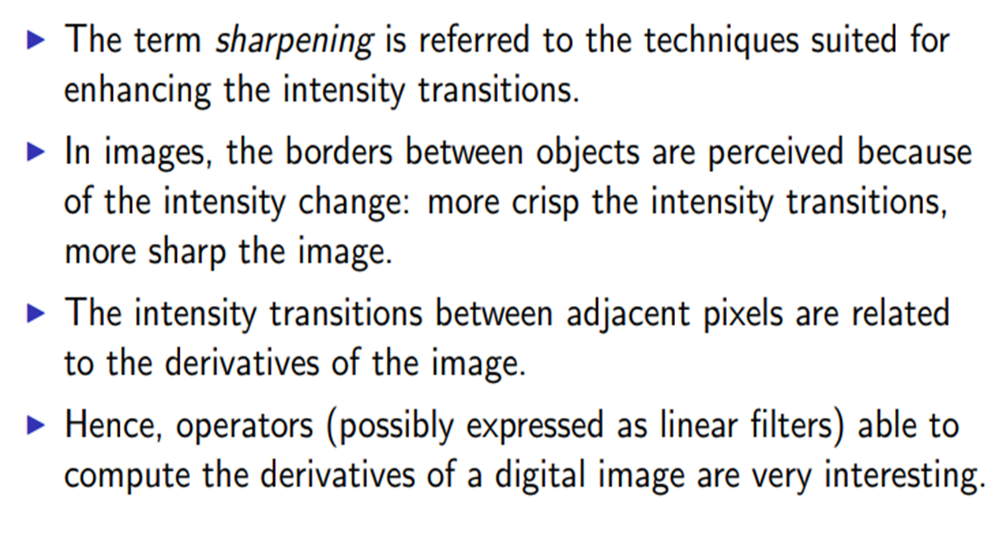 ▶ The term sharpening is referred to the techniques suited for
enhancing the intensity transitions.
▶ In images, the borders between objects are perceived because
of the intensity change: more crisp the intensity transitions,
more sharp the image.
▶ The intensity transitions between adjacent pixels are related
to the derivatives of the image.
▶ Hence, operators (possibly expressed as linear filters) able to
compute the derivatives of a digital image are very interesting.